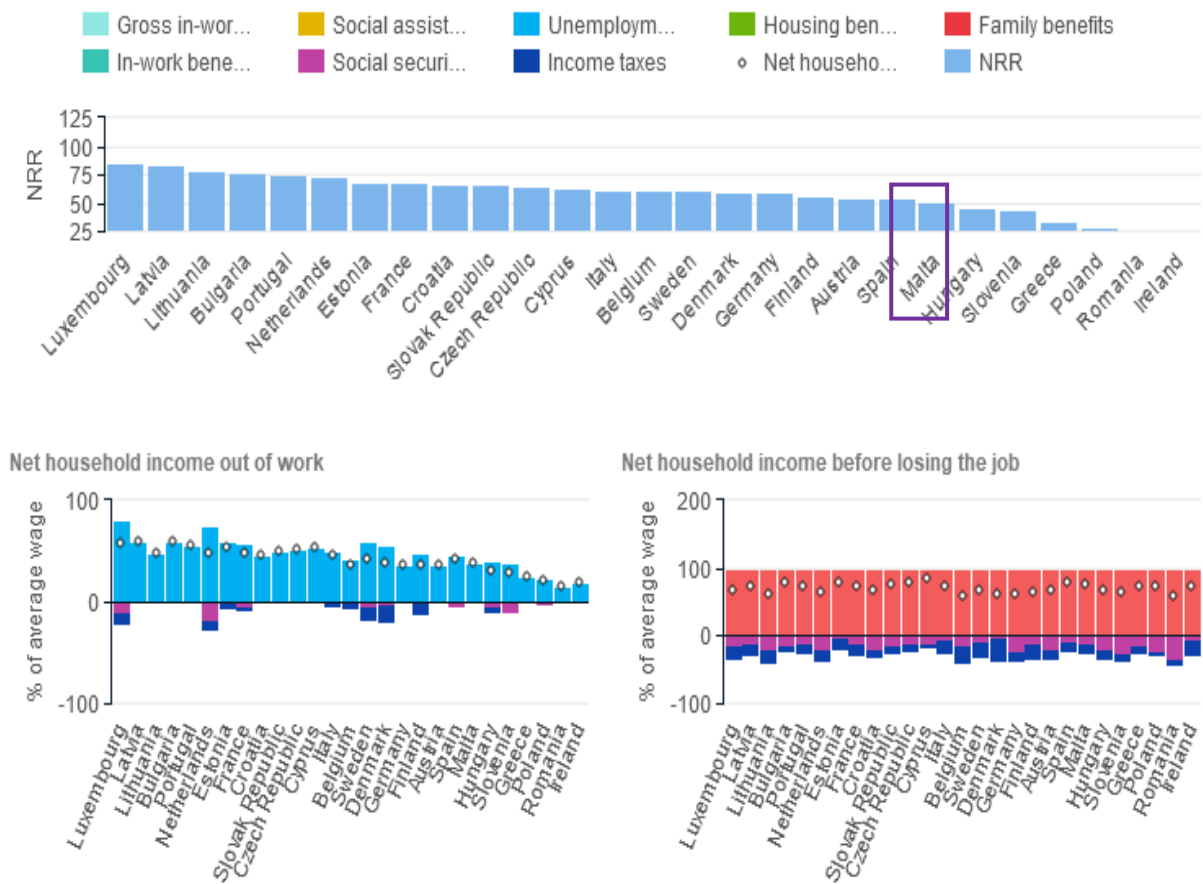 Gross in-wor... Social assist... Unemploym... Housing ben... Family benefits
In-work bene... Social securi... Income taxes Net househo... NRR
125
100
75
50
25
NRR
Luxembourg Latvia Lithuania Bulgaria Portugal Netherlands Estonia France Croatia Slovak Republic Czech Republic Cyprus Italy Belgium Sweden Denmark Germany Finland Austria Spain Malta Hungary Slovenia Greece Poland Romania Ireland
Net household income out of work
100
0
-100
% of average wage
Luxembourg Latvia Lithuania Bulgaria Portugal Netherlands Estonia France Croatia Slovak Republic Czech Republic Cyprus Italy Belgium Sweden Denmark Germany Finland Austria Spain Malta Hungary Slovenia Greece Poland Romania Ireland
Net household income before losing the job
200
100
0
-100
% of average wage
Luxembourg Latvia Lithuania Bulgaria Portugal Netherlands Estonia France Croatia Slovak Republic Czech Republic Cyprus Italy Belgium Sweden Denmark Germany Finland Austria Spain Malta Hungary Slovenia Greece Poland Romania Ireland